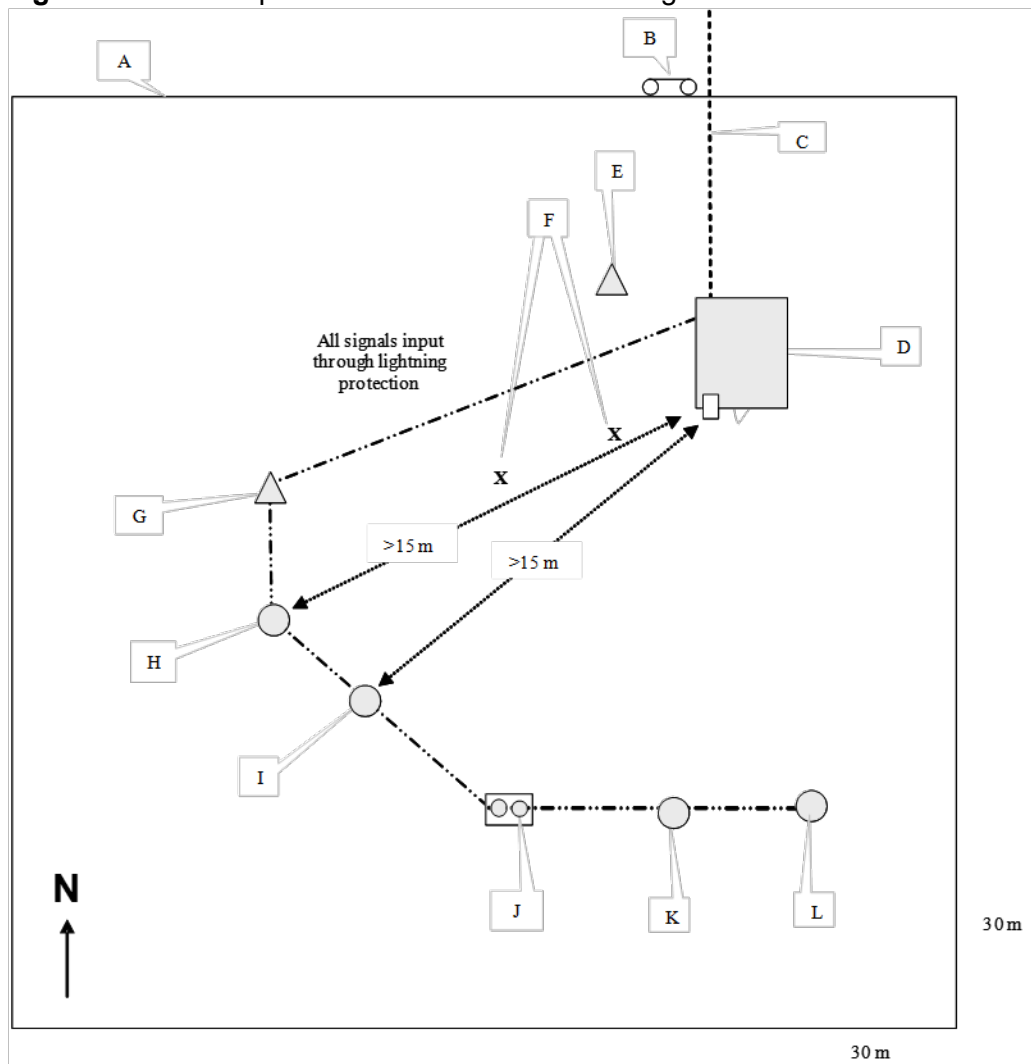 A
B
C
E
F
All signals input
through lightning
protection
D
X
X
G
>15 m
>15 m
H
I
N
J
K
L
30 m
30 m